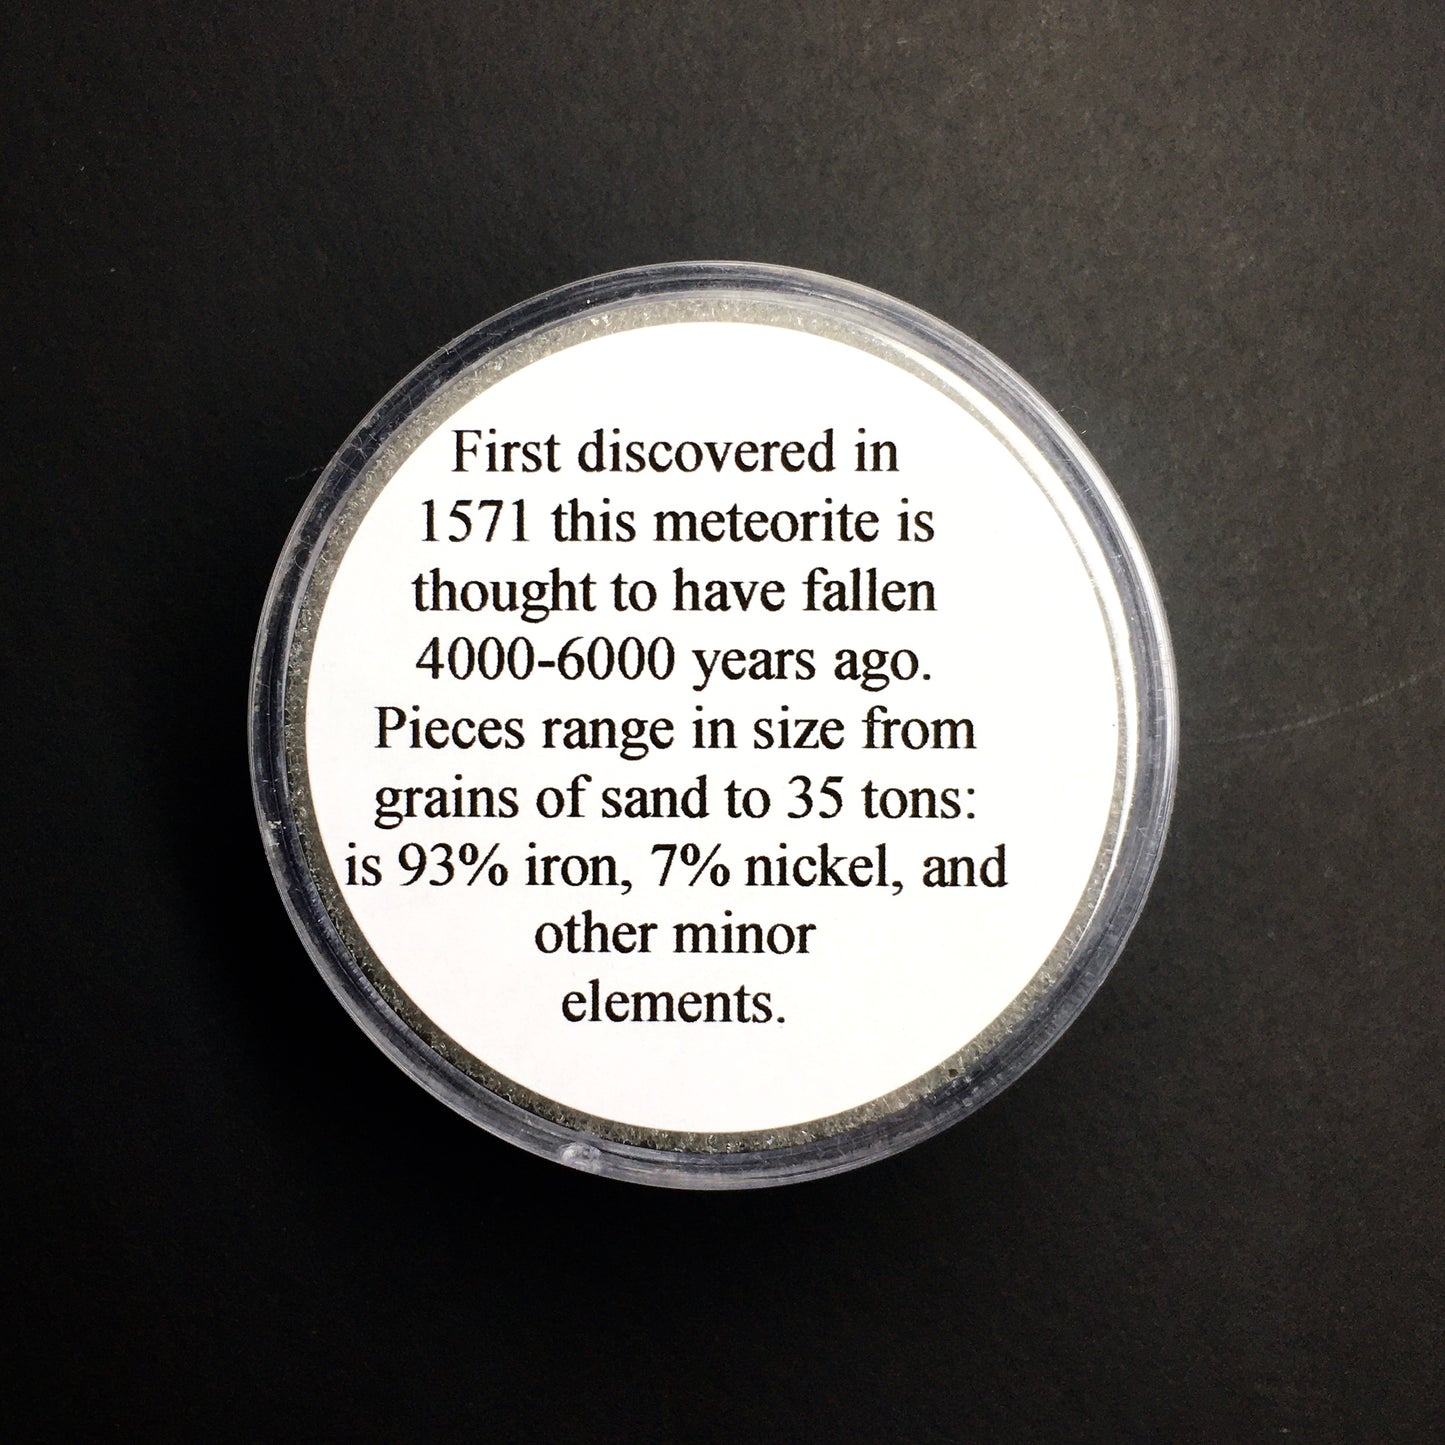 First discovered in
1571 this meteorite is
thought to have fallen
4000-6000 years ago.
Pieces range in size from
grains of sand to 35 tons:
is 93% iron, 7% nickel, and
other minor
elements.